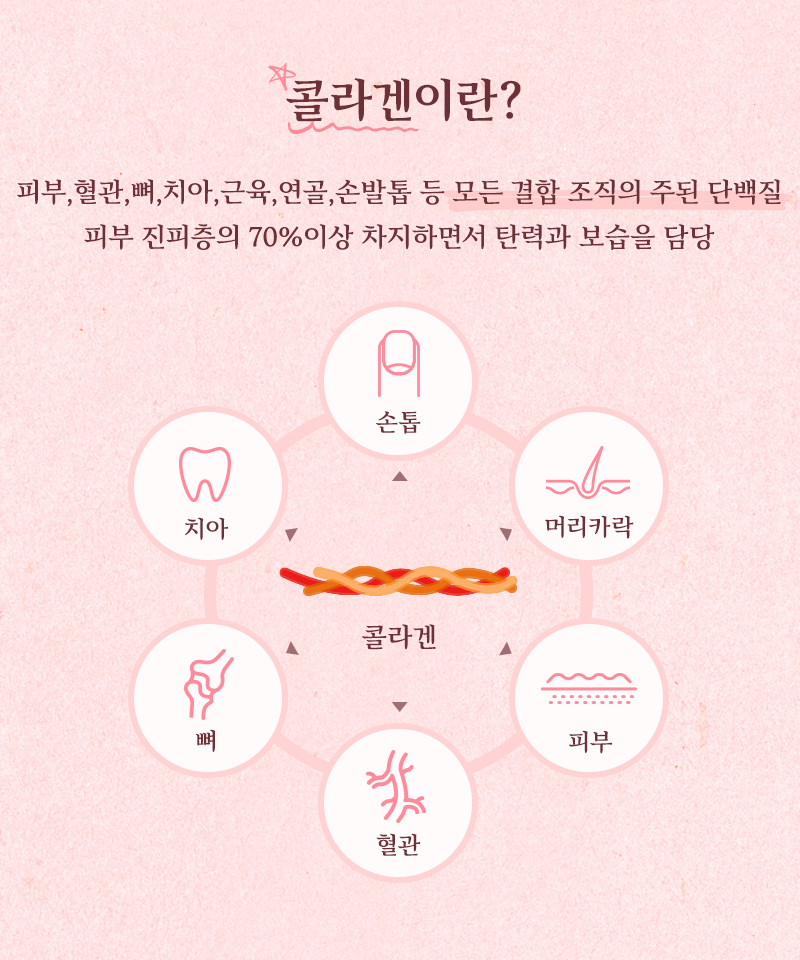 콜라겐이란?
피부,혈관,뼈,치아,근육,연골,손발톱 등 모든 결합 조직의 주된 단백질
피부 진피층의 70%이상 차지하면서 탄력과 보습을 담당
손톱
치아
머리카락
콜라겐
뼈
피부
혈관